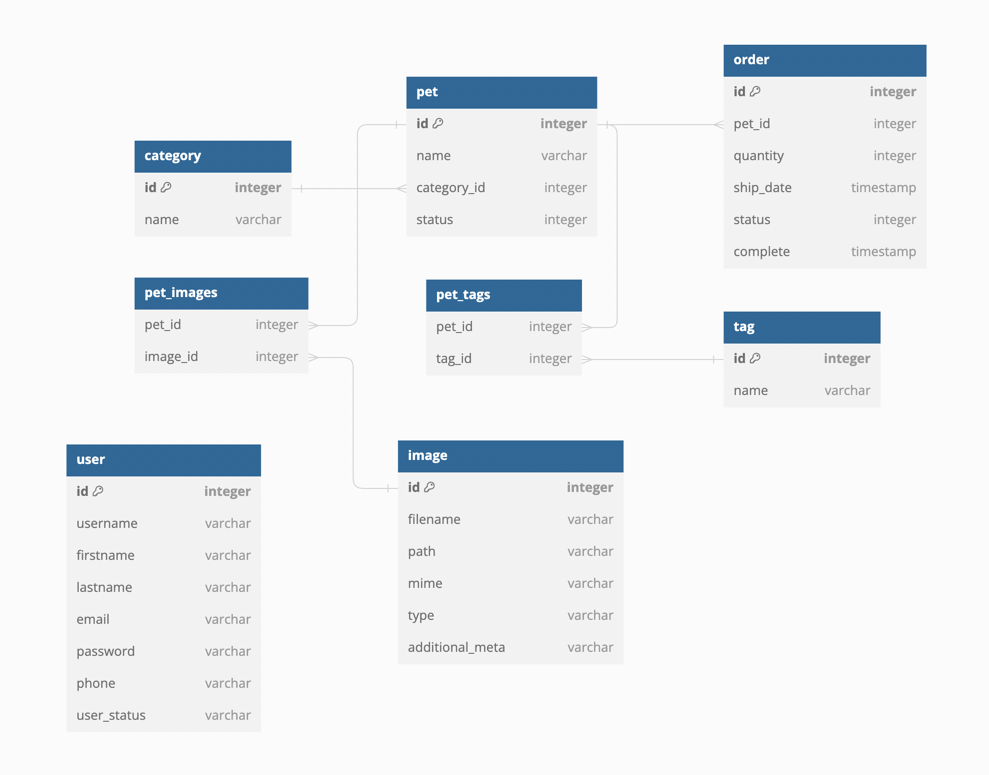 order
id integer
pet_id integer
quantity integer
ship_date timestamp
status integer
complete timestamp
pet
id integer
name varchar
category_id integer
status integer
category
id integer
name varchar
pet_images
pet_id integer
image_id integer
pet_tags
pet_id integer
tag_id integer
tag
id integer
name varchar
user
id integer
username varchar
firstname varchar
lastname varchar
email varchar
password varchar
phone varchar
user_status varchar
image
id integer
filename varchar
path varchar
mime varchar
type varchar
additional_meta varchar